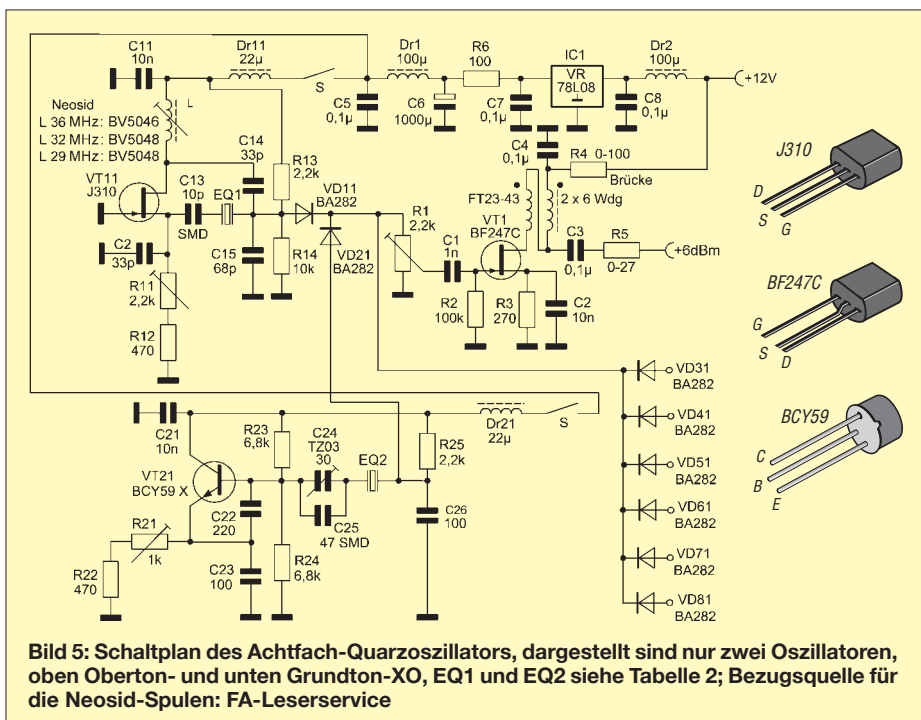 C11
10n
Dr11
22µ
S
Dr1
100µ
R6
100
IC1
VR
78L08
Dr2
100µ
+12V
C5
0,1µ
C6
1000µ
C7
0,1µ
C8
0,1µ
Neosid
L 36 MHz: BV5046
L 32 MHz: BV5048
L 29 MHz: BV5048
L
C14
33p
R13
2,2k
C4
0,1µ
R4 0-100
Brücke
J310
D
S
G
VT11
J310
C13
10p
SMD
EQ1
VD11
BA282
FT23-43
2 x 6 Wdg
VT1
BF247C
R1
2,2k
C1
1n
C3
0,1µ
R5
0-27
+6dBm
C2
33p
C15
68p
R14
10k
VD21
BA282
R11
2,2k
R12
470
R2
100k
R3
270
C2
10n
BF247C
G
S
D
VD31
BA282
VD41
BA282
VD51
BA282
VD61
BA282
VD71
BA282
VD81
BA282
BCY59
C
B
E
C21
10n
R23
6,8k
C24
TZ03
30
EQ2
R25
2,2k
Dr21
22µ
S
VT21
BCY59 X
C22
220
C25
47 SMD
C26
100
R21
1k
R22
470
C23
100
R24
6,8k
Bild 5: Schaltplan des Achtfach-Quarzoszillators, dargestellt sind nur zwei Oszillatoren,
oben Oberton- und unten Grundton-XO, EQ1 und EQ2 siehe Tabelle 2; Bezugsquelle für
die Neosid-Spulen: FA-Leserservice